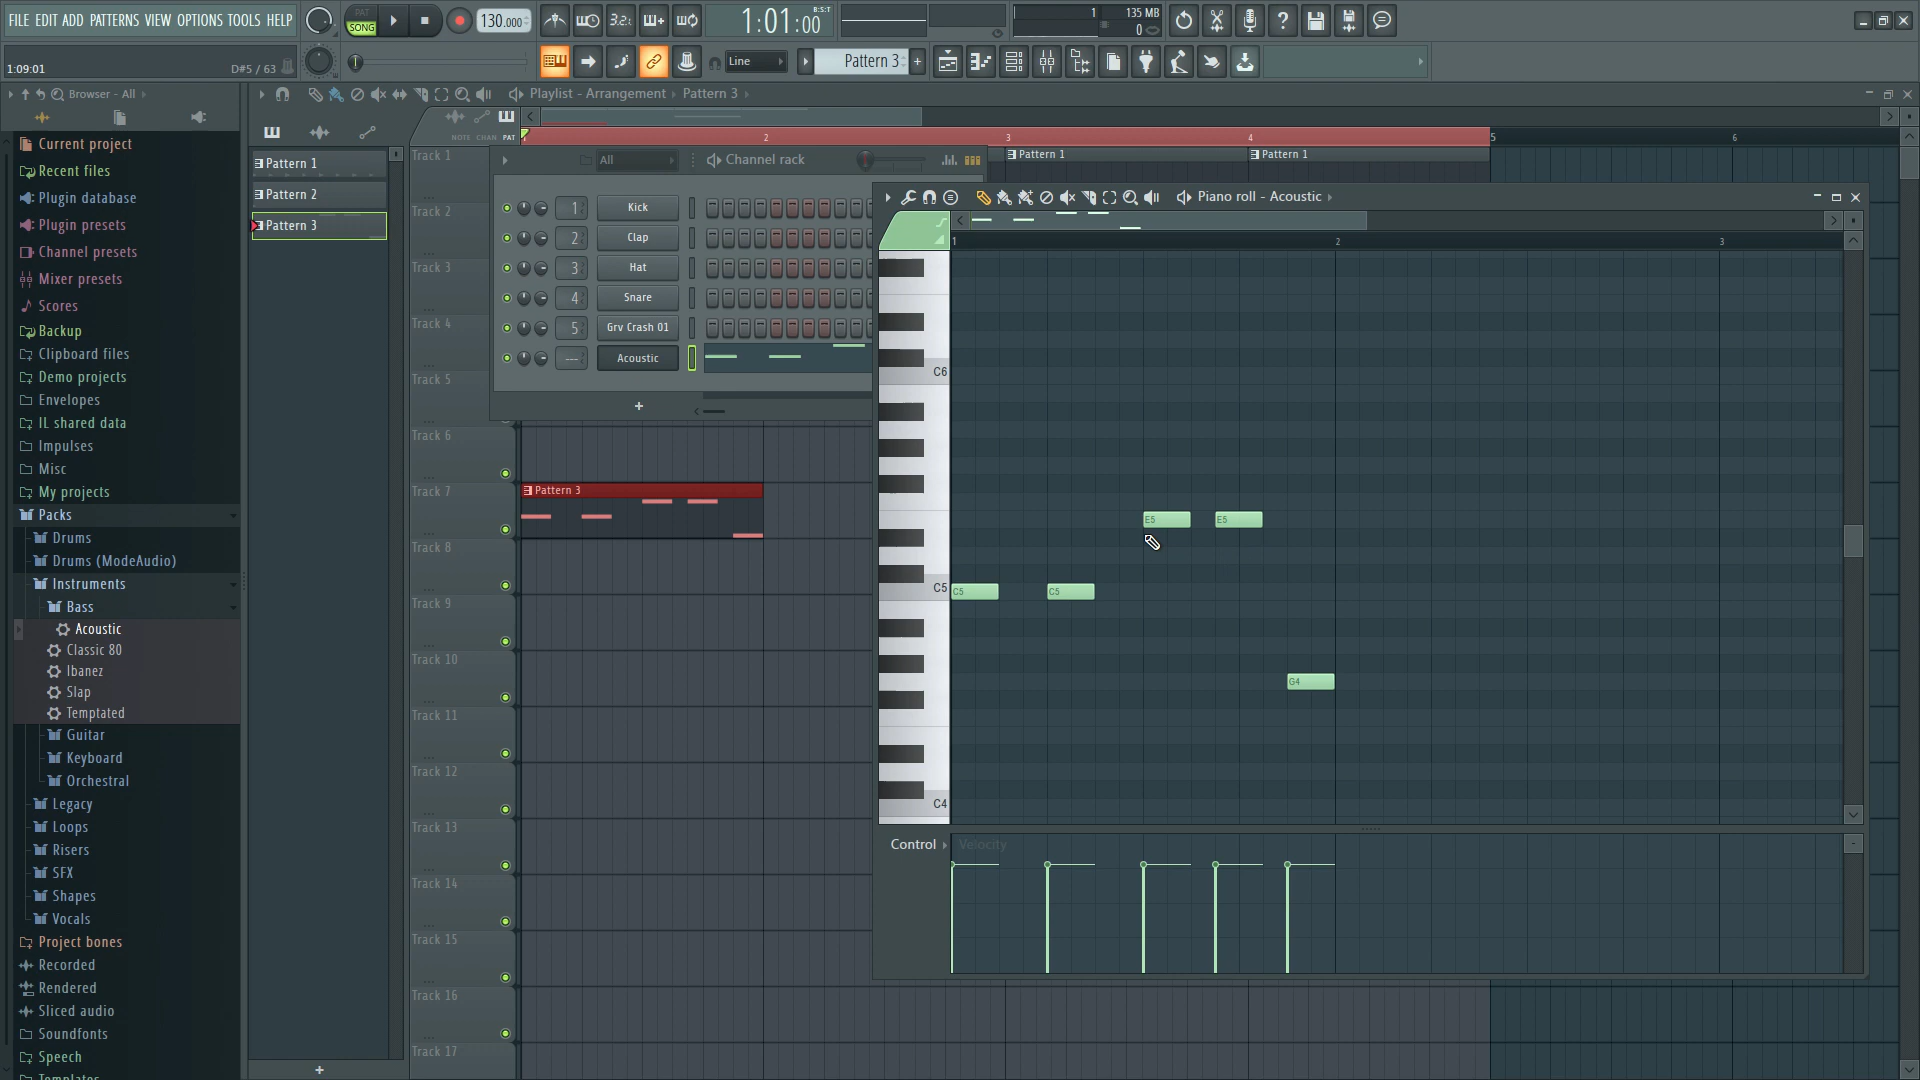 FILE EDIT ADD PATTERNS VIEW OPTIONS TOOLS HELP
PAT
SONG
130.000
3.2.
1:01:00
B:S:T
1
135 MB
0
1:09:01
D#5 / 63
Line
Pattern 3
Browser - All
Playlist - Arrangement
Pattern 3
NOTE CHAN PAT
2
3
4
5
6
Current project
Recent files
Plugin database
Plugin presets
Channel presets
Mixer presets
Scores
Backup
Clipboard files
Demo projects
Envelopes
IL shared data
Impulses
Misc
My projects
Packs
Drums
Drums (ModeAudio)
Instruments
Bass
Acoustic
Classic 80
Ibanez
Slap
Temptated
Guitar
Keyboard
Orchestral
Legacy
Loops
Risers
SFX
Shapes
Vocals
Project bones
Recorded
Rendered
Sliced audio
Soundfonts
Speech
Templates
Pattern 1
Pattern 2
Pattern 3
Track 1
Track 2
Track 3
Track 4
Track 5
Track 6
Track 7
Track 8
Track 9
Track 10
Track 11
Track 12
Track 13
Track 14
Track 15
Track 16
Track 17
Pattern 1
Pattern 1
Pattern 3
All
Channel rack
1
Kick
2
Clap
3
Hat
4
Snare
5
Grv Crash 01
---
Acoustic
Piano roll - Acoustic
1
2
3
C6
C5
C4
E5
E5
C5
C5
G4
Control
Velocity